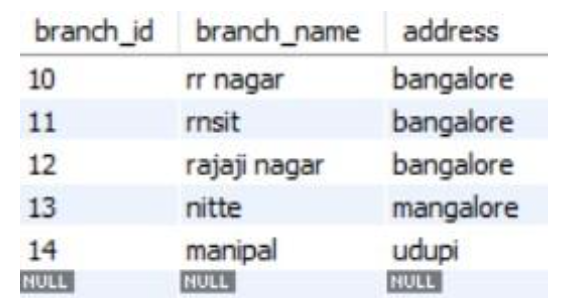 branch_id branch_name address
10 rr nagar bangalore
11 rnsit bangalore
12 rajaji nagar bangalore
13 nitte mangalore
14 manipal udupi
NULL NULL NULL